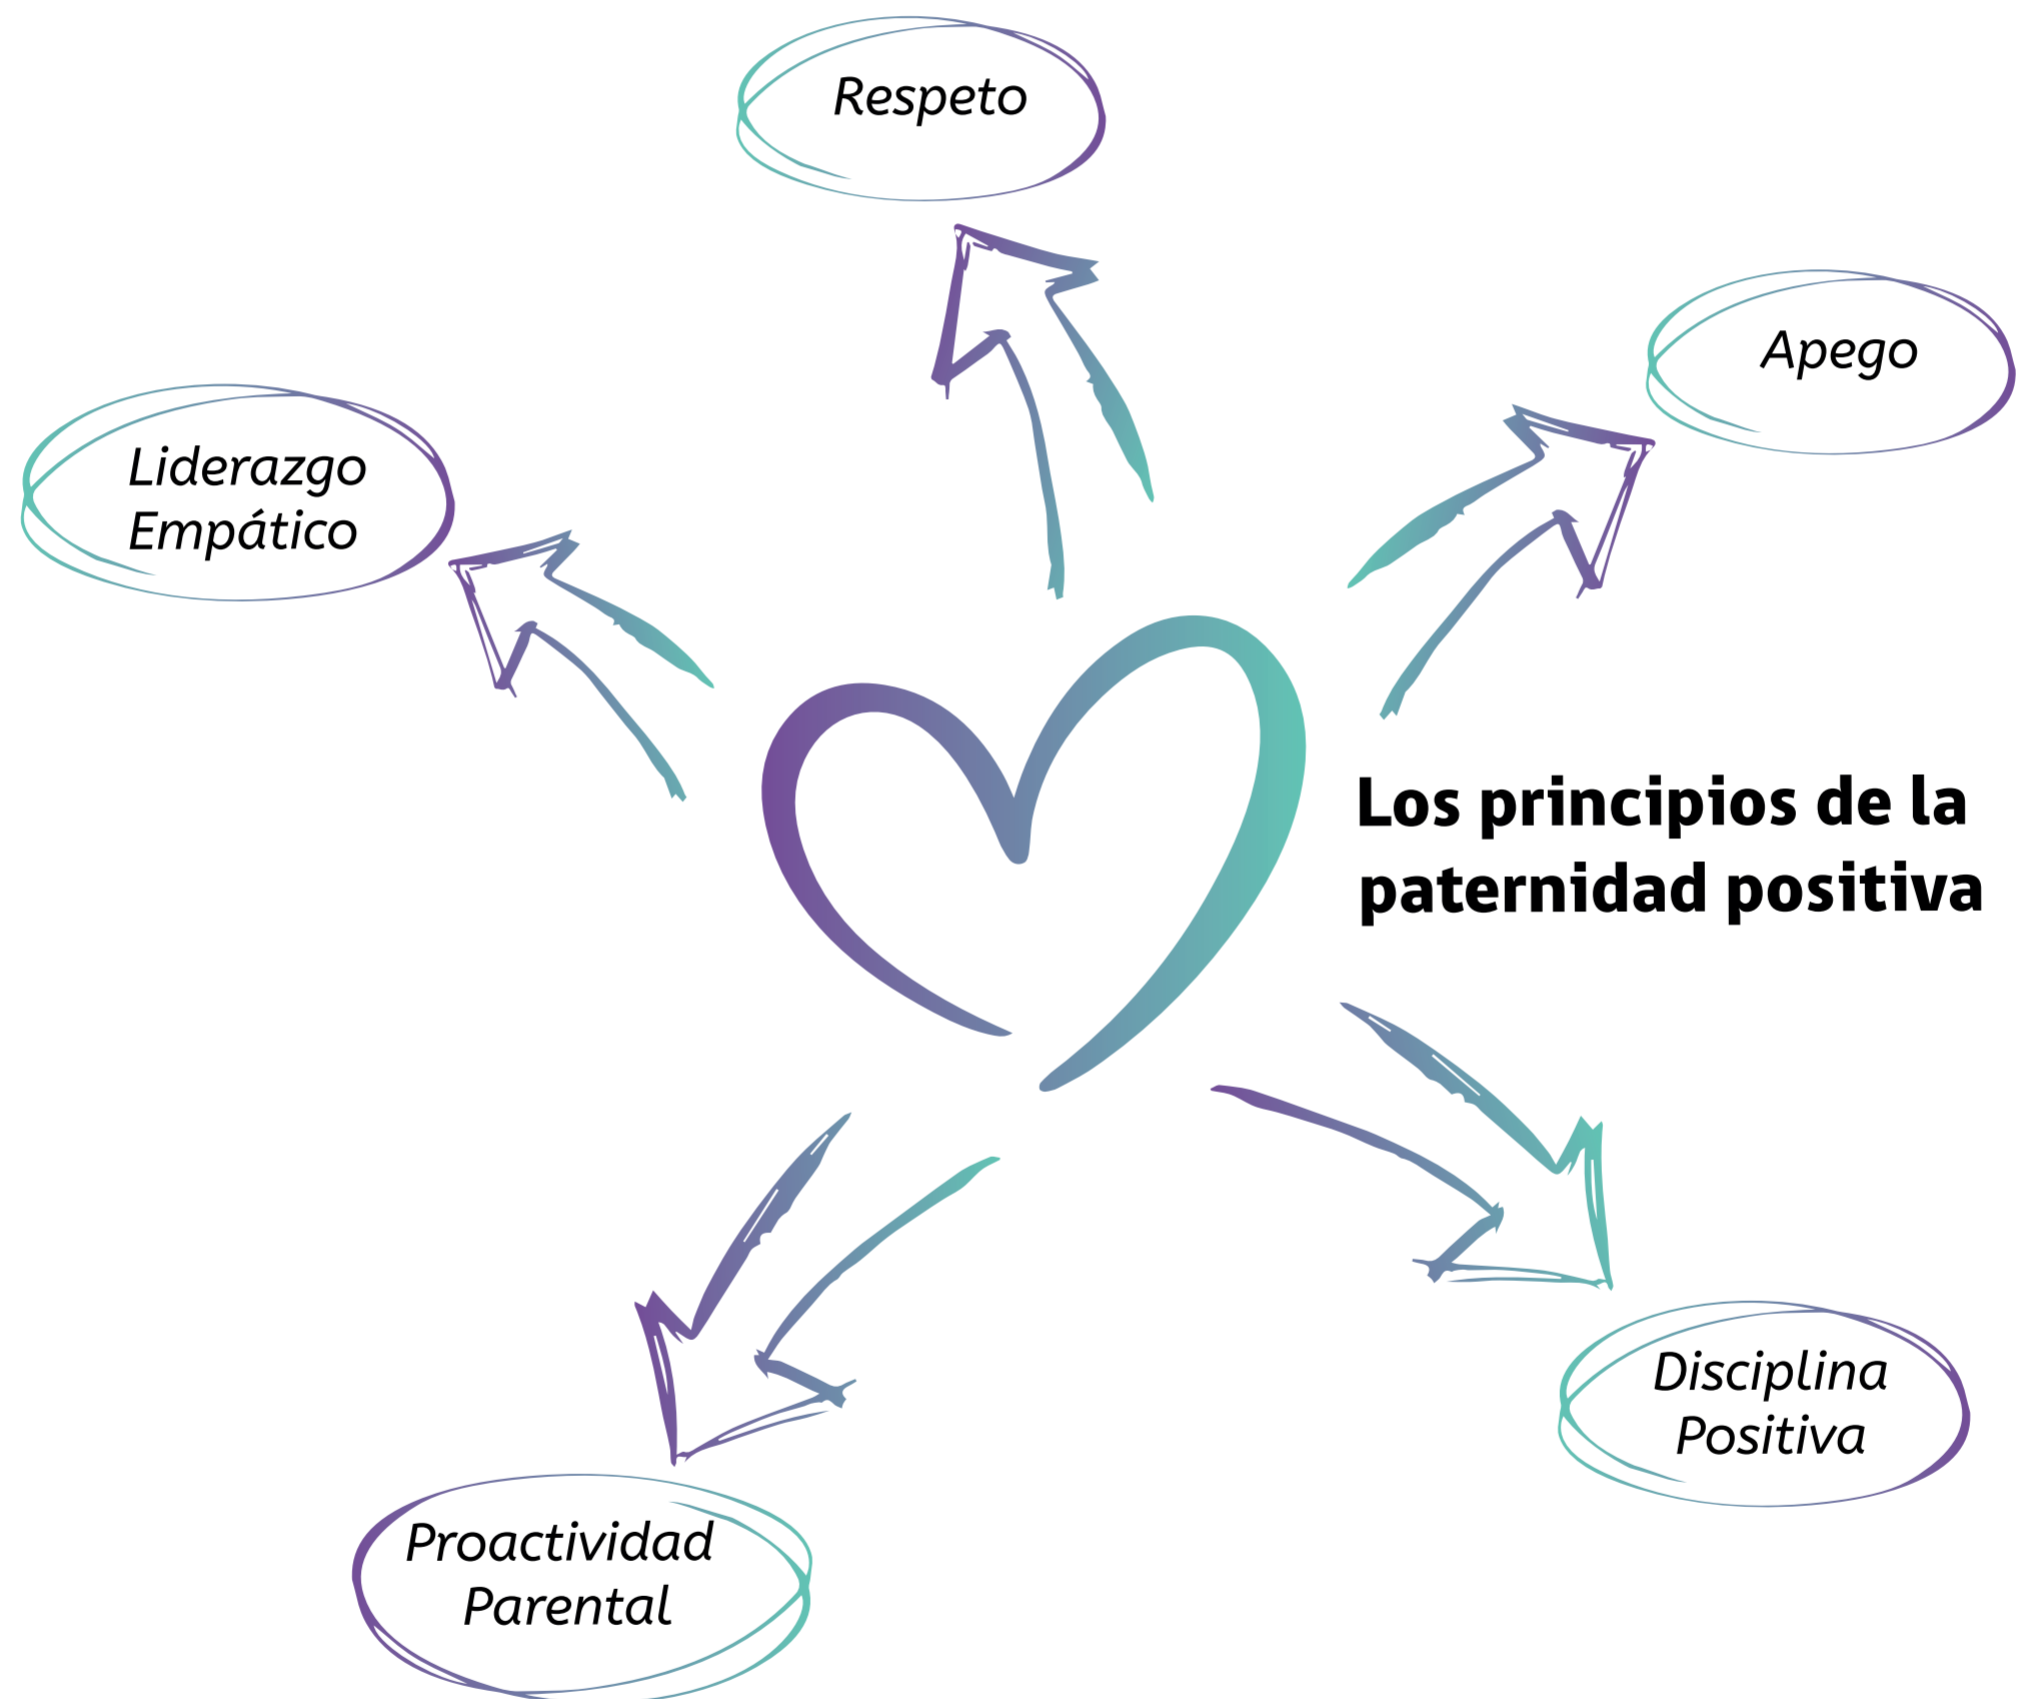 Respeto
Apego
Liderazgo
Empático
Los principios de la
paternidad positiva
Disciplina
Positiva
Proactividad
Parental